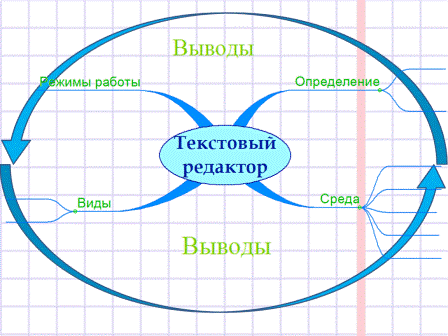 Выводы
Режимы работы
Определение
Текстовый
редактор
Виды
Среда
Выводы